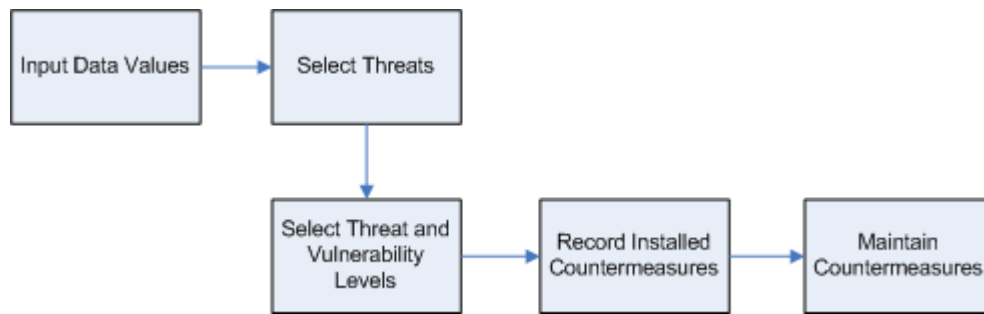 Input Data Values
Select Threats
Select Threat and
Vulnerability
Levels
Record Installed
Countermeasures
Maintain
Countermeasures